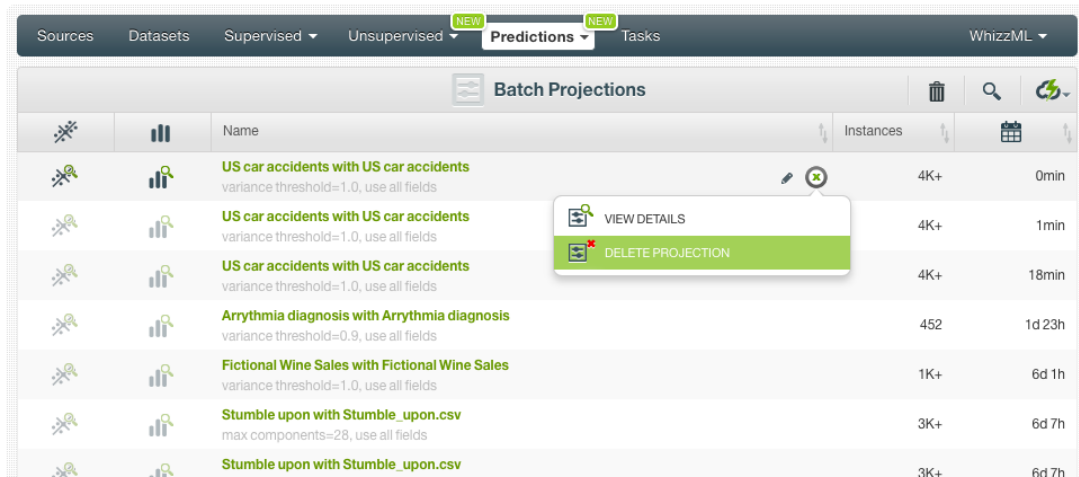 NEW NEW
Sources Datasets Supervised Unsupervised Predictions Tasks WhizzML
Batch Projections
Name Instances
US car accidents with US car accidents
variance threshold=1.0, use all fields 4K+ 0min
US car accidents with US car accidents
VIEW DETAILS
variance threshold=1.0, use all fields 4K+ 1min
DELETE PROJECTION
US car accidents with US car accidents
variance threshold=1.0, use all fields 4K+ 18min
Arrythmia diagnosis with Arrythmia diagnosis
variance threshold=0.9, use all fields 452 1d 23h
Fictional Wine Sales with Fictional Wine Sales
variance threshold=1.0, use all fields 1K+ 6d 1h
Stumble upon with Stumble_upon.csv
max components=28, use all fields 3K+ 6d 7h
Stumble upon with Stumble_upon.csv
3K+ 6d 7h